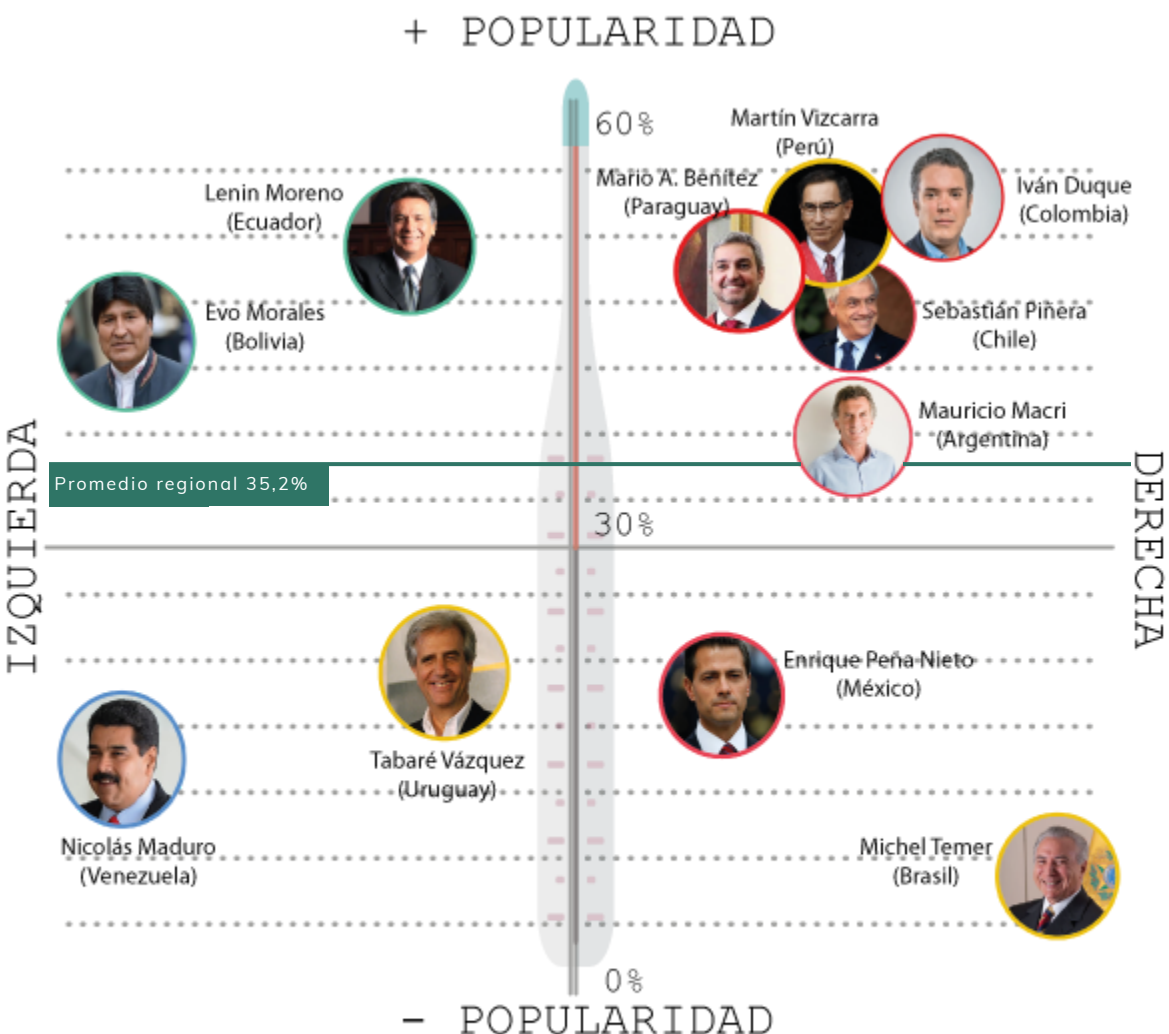 + POPULARIDAD
60%
Martín Vizcarra
(Perú)
Mario A. Benítez
(Paraguay)
Iván Duque
(Colombia)
Lenin Moreno
(Ecuador)
Evo Morales
(Bolivia)
Sebastián Piñera
(Chile)
Mauricio Macri
(Argentina)
IZQUIERDA
DERECHA
Promedio regional 35,2%
30%
Enrique Peña Nieto
(México)
Tabaré Vázquez
(Uruguay)
Nicolás Maduro
(Venezuela)
Michel Temer
(Brasil)
0%
- POPULARIDAD